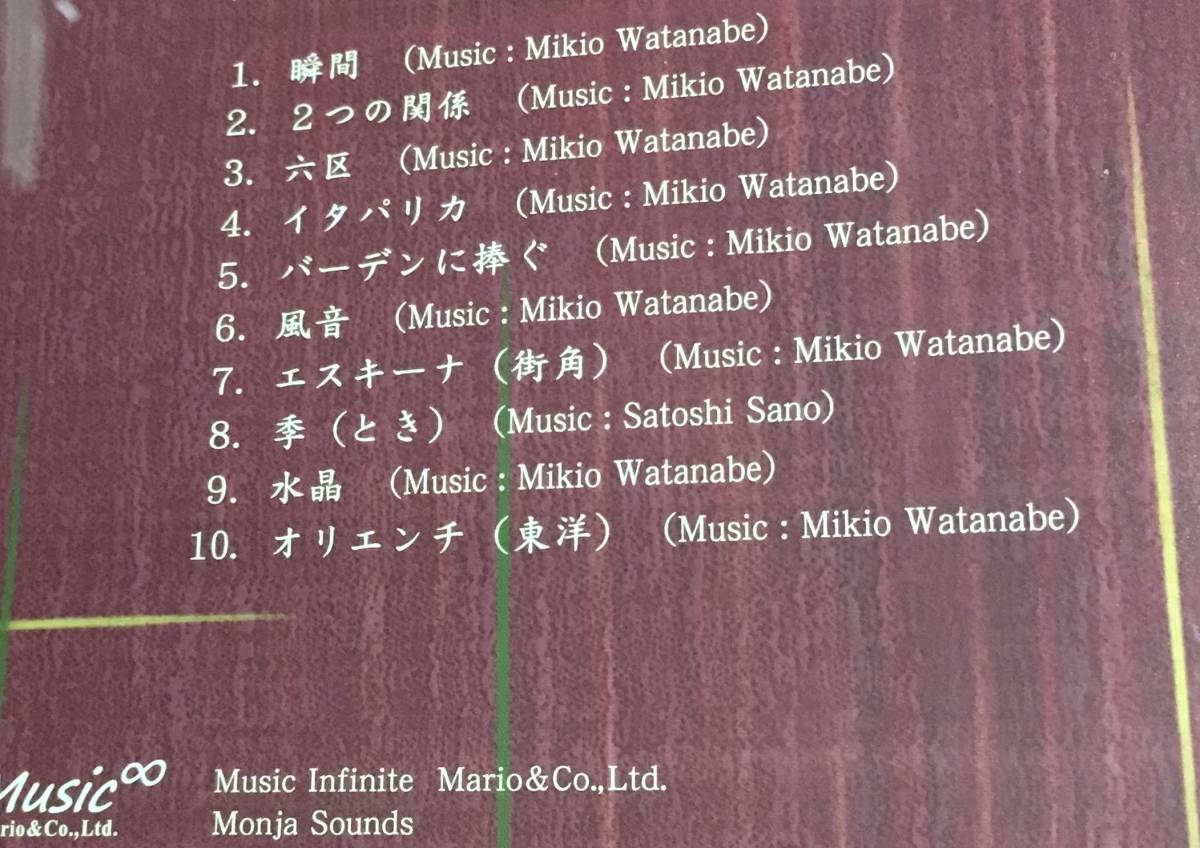 1. 瞬間 (Music : Mikio Watanabe)
2. ２つの関係 (Music : Mikio Watanabe)
3. 六区 (Music : Mikio Watanabe)
4. イタパリカ (Music : Mikio Watanabe)
5. バーデンに捧ぐ (Music : Mikio Watanabe)
6. 風音 (Music : Mikio Watanabe)
7. エスキーナ（街角） (Music : Mikio Watanabe)
8. 季（とき） (Music : Satoshi Sano)
9. 水晶 (Music : Mikio Watanabe)
10. オリエンチ（東洋） (Music : Mikio Watanabe)
Music∞
rio&Co.,Ltd.
Music Infinite Mario&Co.,Ltd.
Monja Sounds